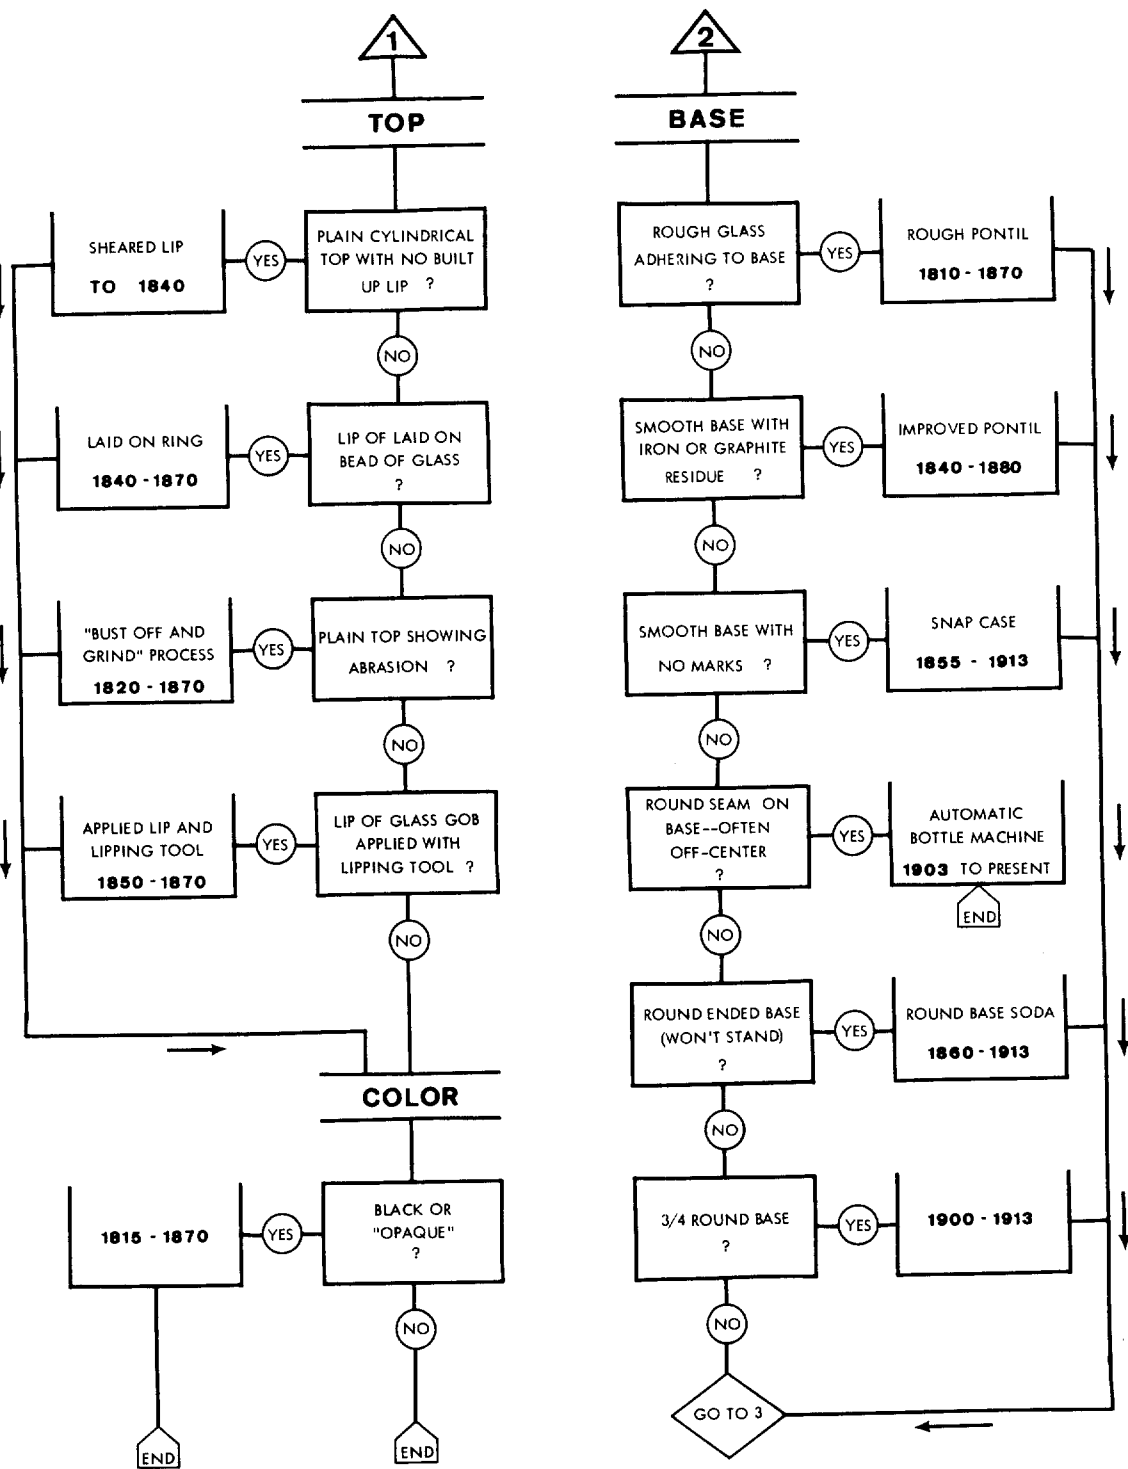 1
TOP
PLAIN CYLINDRICAL
TOP WITH NO BUILT
UP LIP ?
YES
SHEARED LIP
TO 1840
NO
LIP OF LAID ON
BEAD OF GLASS
?
YES
LAID ON RING
1840 - 1870
NO
PLAIN TOP SHOWING
ABRASION ?
YES
"BUST OFF AND
GRIND" PROCESS
1820 - 1870
NO
LIP OF GLASS GOB
APPLIED WITH
LIPPING TOOL ?
YES
APPLIED LIP AND
LIPPING TOOL
1850 - 1870
NO
COLOR
BLACK OR
"OPAQUE"
?
YES
1815 - 1870
END
NO
END
2
BASE
ROUGH GLASS
ADHERING TO BASE
?
YES
ROUGH PONTIL
1810 - 1870
NO
SMOOTH BASE WITH
IRON OR GRAPHITE
RESIDUE ?
YES
IMPROVED PONTIL
1840 - 1880
NO
SMOOTH BASE WITH
NO MARKS ?
YES
SNAP CASE
1855 - 1913
NO
ROUND SEAM ON
BASE--OFTEN
OFF-CENTER
?
YES
AUTOMATIC
BOTTLE MACHINE
1903 TO PRESENT
END
NO
ROUND ENDED BASE
(WON'T STAND)
?
YES
ROUND BASE SODA
1860 - 1913
NO
3/4 ROUND BASE
?
YES
1900 - 1913
NO
GO TO 3